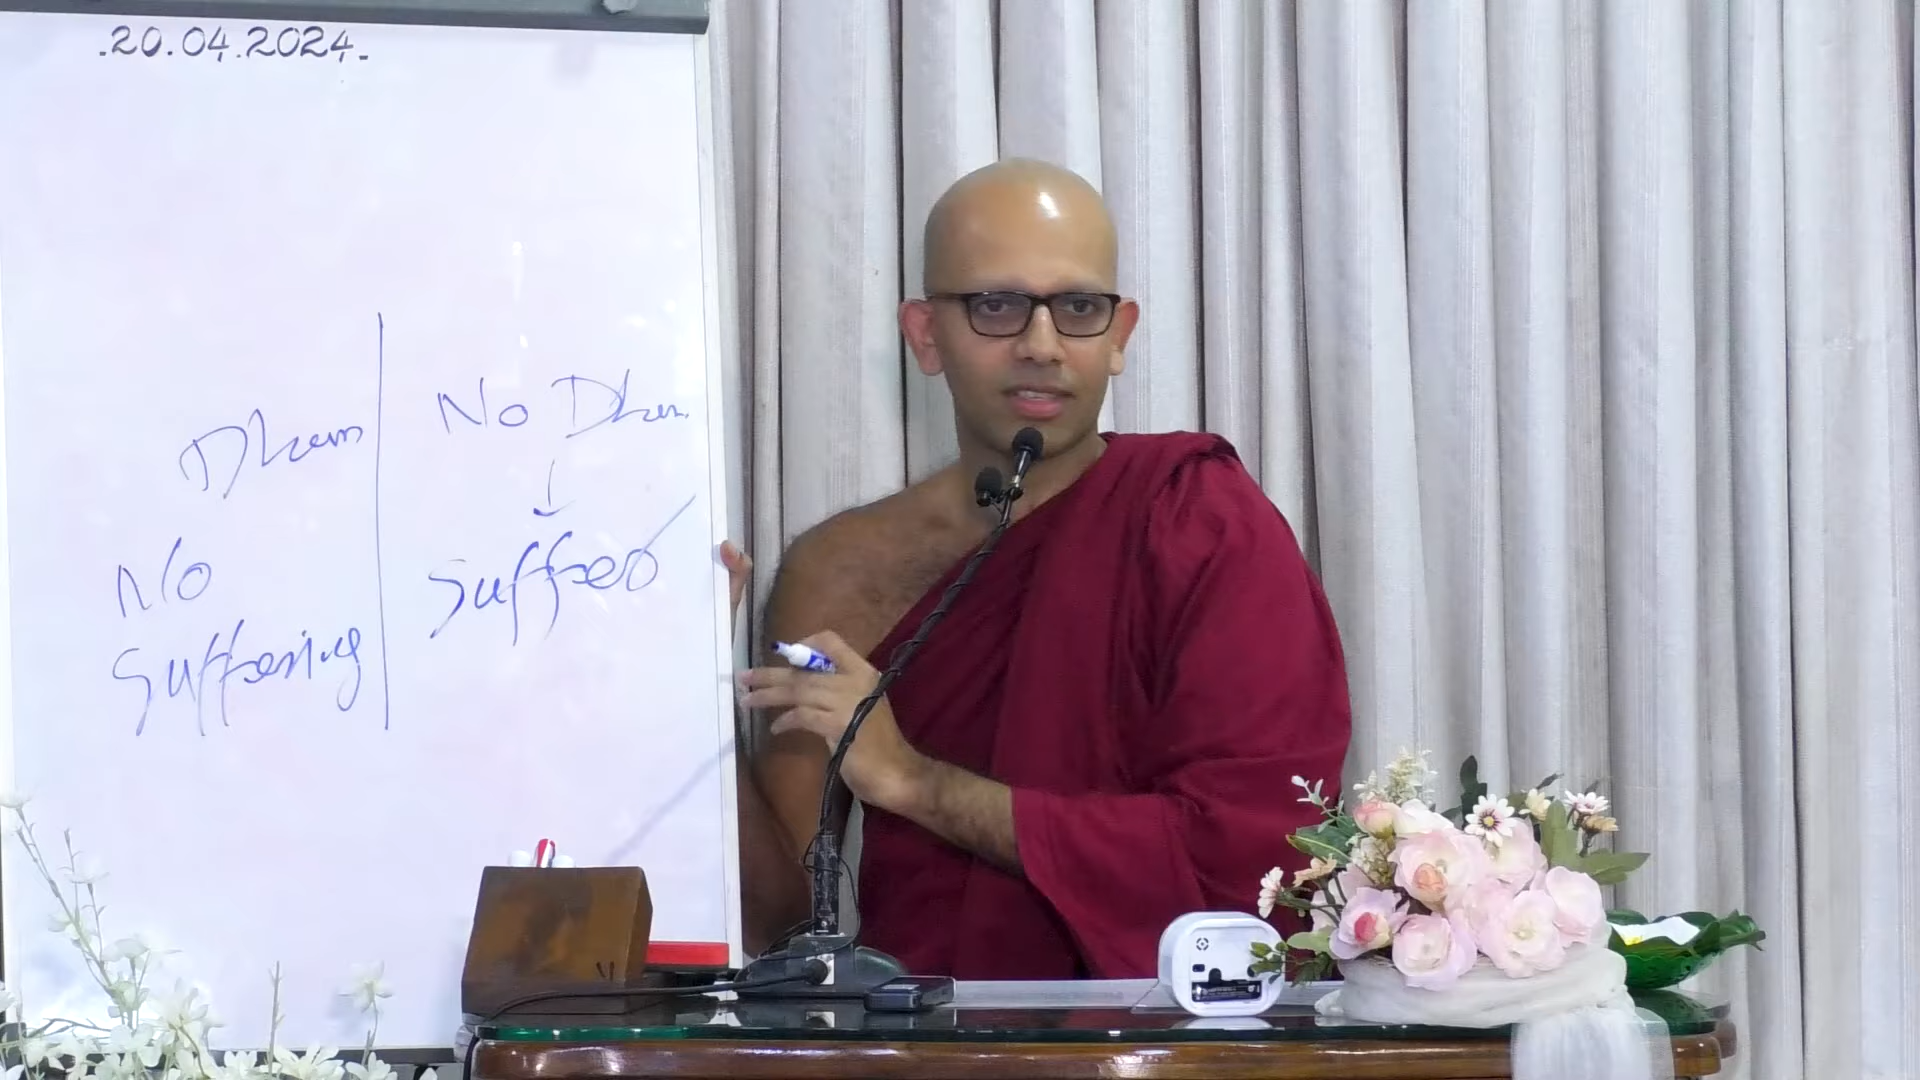 .20.04.2024.
Dham
No
Suffering
No Dham.
Suffer